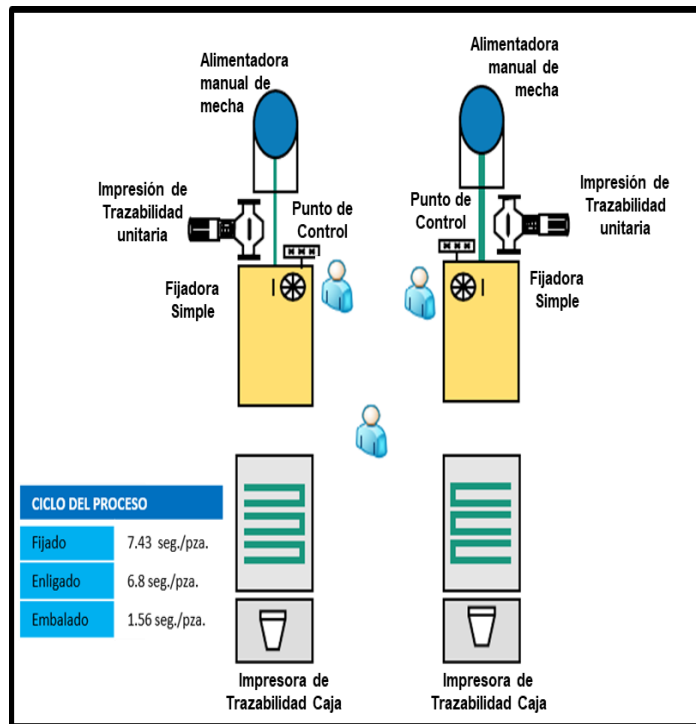 Alimentadora
manual de
mecha
Alimentadora
manual de
mecha
Impresión de
Trazabilidad
unitaria
Punto de
Control
Punto de
Control
Impresión de
Trazabilidad
unitaria
Fijadora
Simple
Fijadora
Simple
CICLO DEL PROCESO
Fijado 7.43 seg./pza.
Enligado 6.8 seg./pza.
Embalado 1.56 seg./pza.
Impresora de
Trazabilidad Caja
Impresora de
Trazabilidad Caja